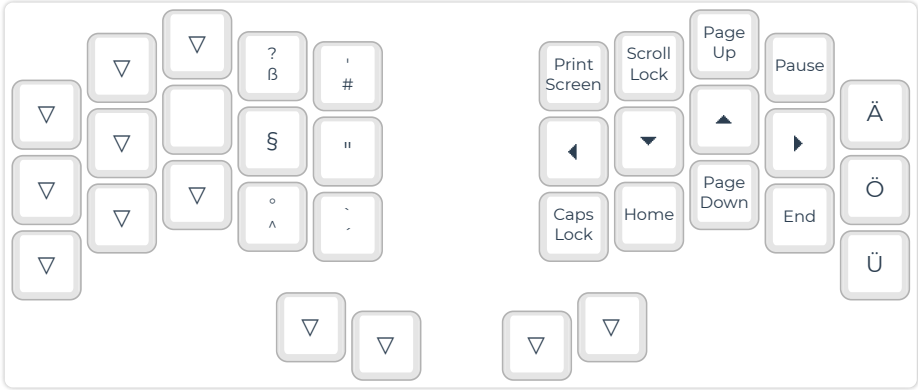 ?
ß
'
#
§
"
°
^
`
´
Print
Screen
Scroll
Lock
Page
Up
Pause
Ä
Ö
Ü
Caps
Lock
Home
Page
Down
End